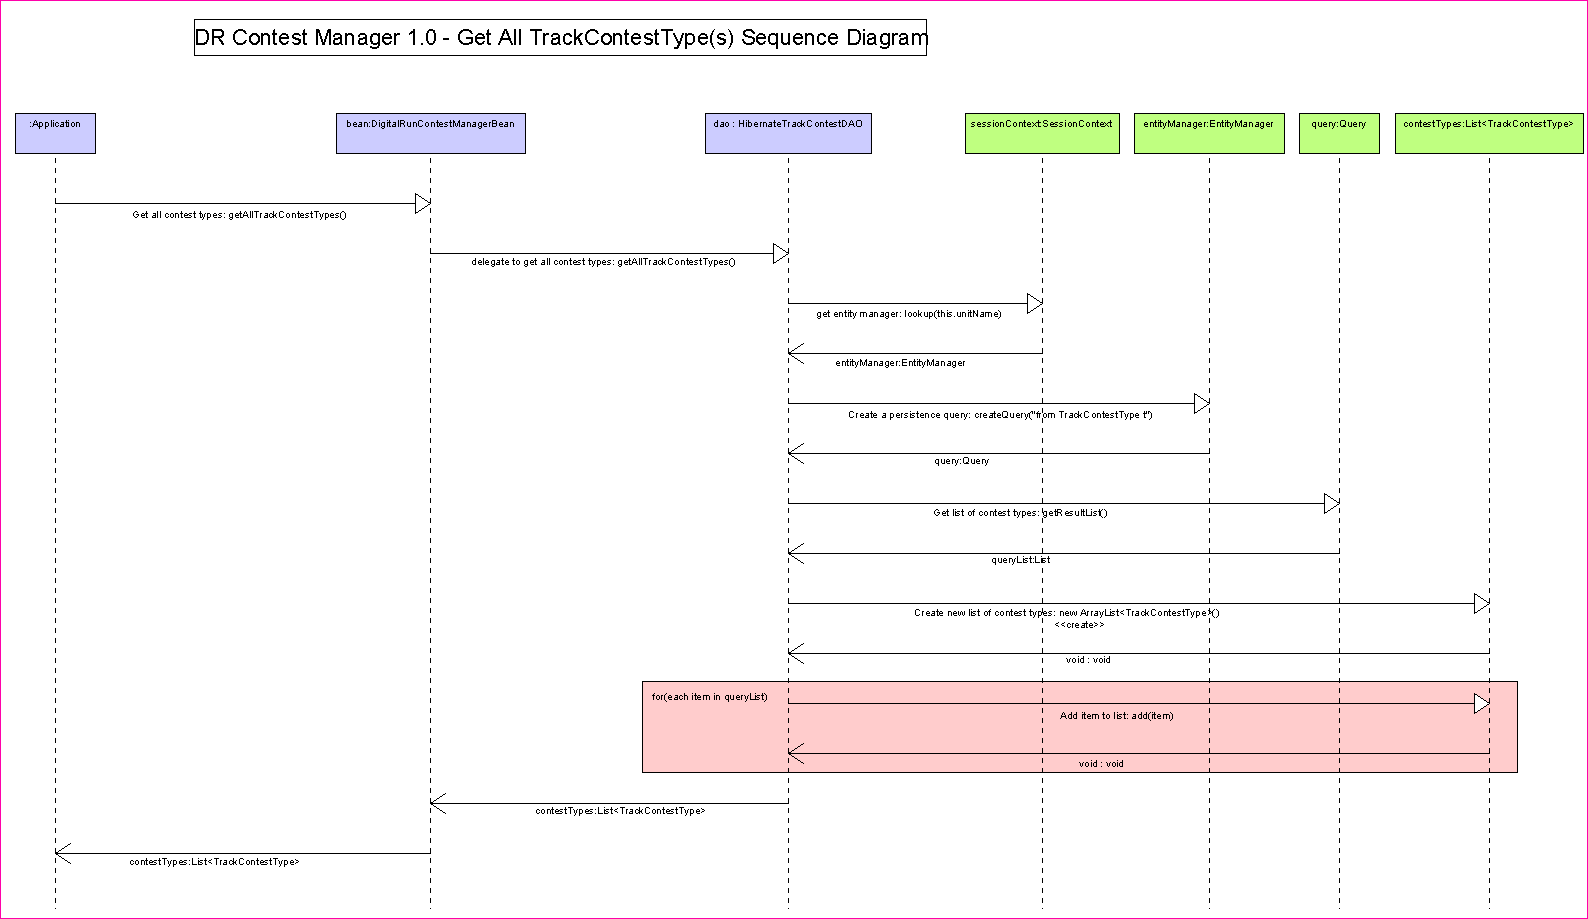 DR Contest Manager 1.0 - Get All TrackContestType(s) Sequence Diagram
:Application
bean:DigitalRunContestManagerBean
dao : HibernateTrackContestDAO
sessionContext:SessionContext
entityManager:EntityManager
query:Query
contestTypes:List<TrackContestType>
Get all contest types: getAllTrackContestTypes()
delegate to get all contest types: getAllTrackContestTypes()
get entity manager: lookup(this.unitName)
entityManager:EntityManager
Create a persistence query: createQuery("from TrackContestType t")
query:Query
Get list of contest types: getResultList()
queryList:List
Create new list of contest types: new ArrayList<TrackContestType>()
<<create>>
void : void
for(each item in queryList)
Add item to list: add(item)
void : void
contestTypes:List<TrackContestType>
contestTypes:List<TrackContestType>